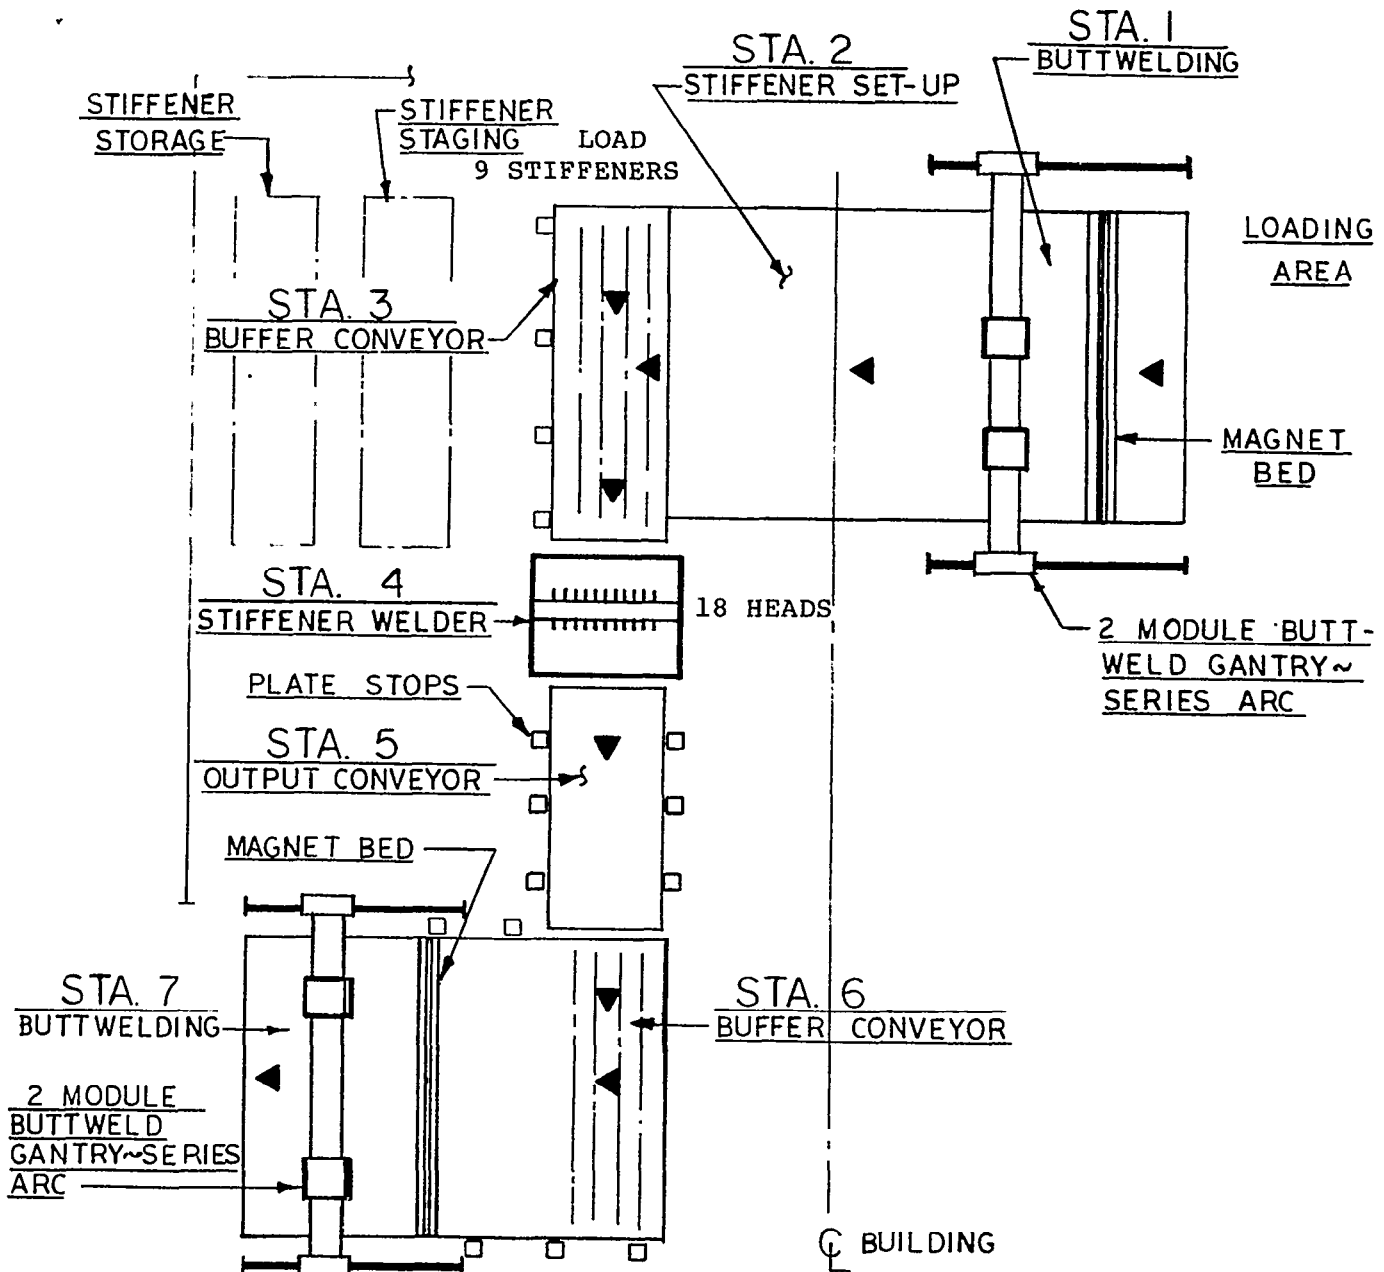 STA. 1
BUTTWELDING
STA. 2
STIFFENER SET-UP
STIFFENER
STORAGE
STIFFENER
STAGING
LOAD
9 STIFFENERS
LOADING
AREA
STA. 3
BUFFER CONVEYOR
MAGNET
BED
STA. 4
STIFFENER WELDER
18 HEADS
2 MODULE BUTT-
WELD GANTRY~
SERIES ARC
PLATE STOPS
STA. 5
OUTPUT CONVEYOR
MAGNET BED
STA. 7
BUTTWELDING
STA. 6
BUFFER CONVEYOR
2 MODULE
BUTTWELD
GANTRY~SERIES
ARC
℄ BUILDING